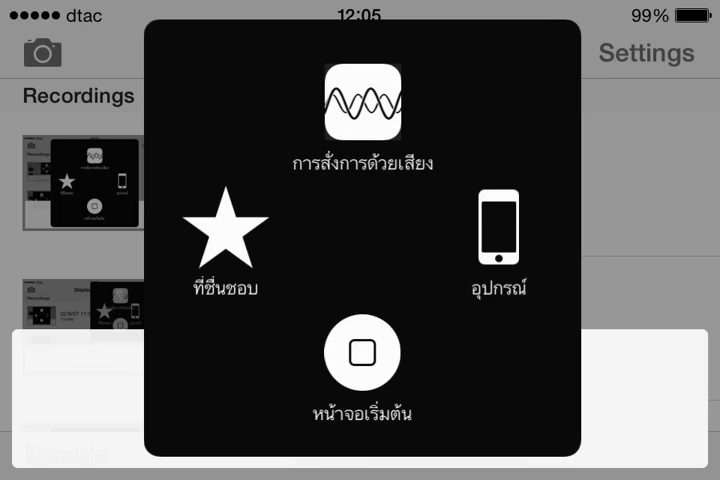 dtac 12:05 99%
Settings
Recordings
การสั่งการด้วยเสียง
ที่ชื่นชอบ
อุปกรณ์
หน้าจอเริ่มต้น